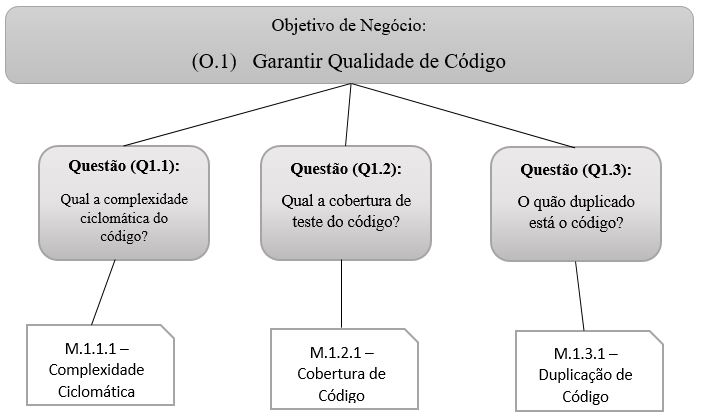 Objetivo de Negócio:
(O.1) Garantir Qualidade de Código
Questão (Q1.1):
Qual a complexidade
ciclomática do
código?
Questão (Q1.2):
Qual a cobertura de
teste do código?
Questão (Q1.3):
O quão duplicado
está o código?
M.1.1.1 –
Complexidade
Ciclomática
M.1.2.1 –
Cobertura de
Código
M.1.3.1 –
Duplicação de
Código